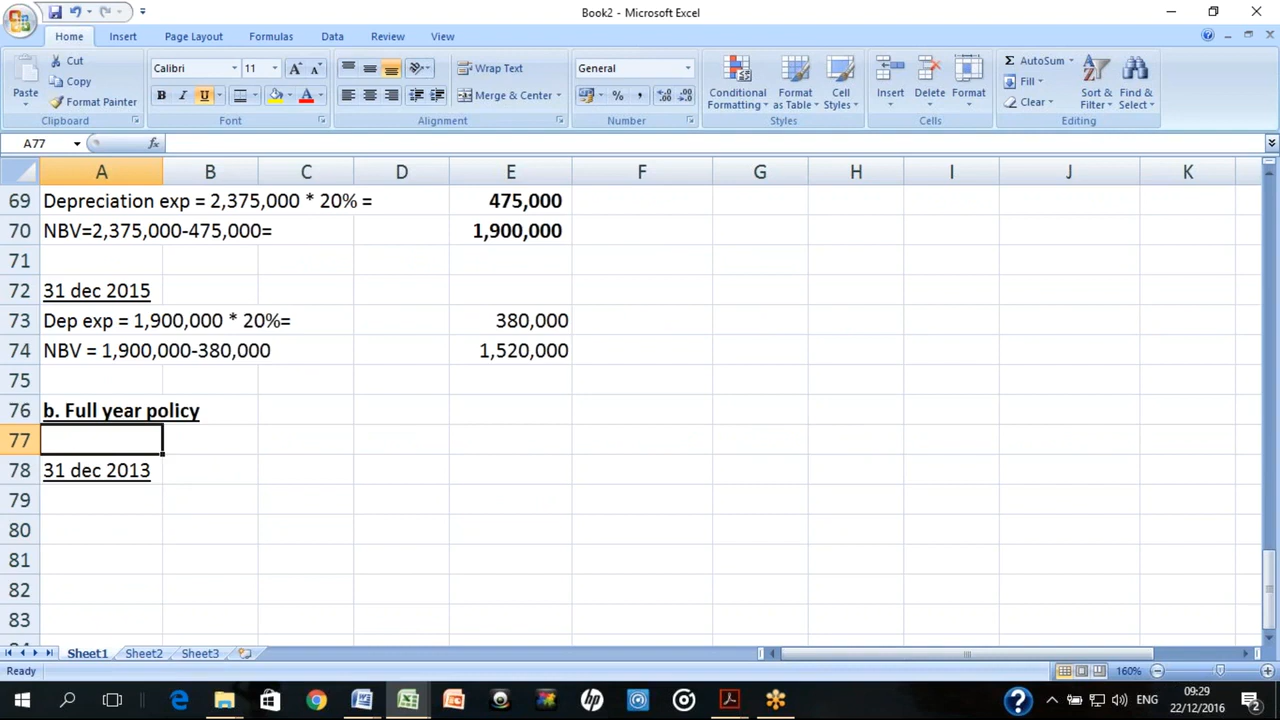 Book2 - Microsoft Excel
Home Insert Page Layout Formulas Data Review View
Paste
Cut
Copy
Format Painter
Clipboard
Calibri 11
B I U
Font
Wrap Text
Merge & Center
Alignment
General
% ,
Number
Conditional Formatting
Format as Table
Cell Styles
Styles
Insert Delete Format
Cells
AutoSum
Fill
Clear
Sort & Filter
Find & Select
Editing
A77 fx
A B C D E F G H I J K
69 Depreciation exp = 2,375,000 * 20% = 475,000
70 NBV=2,375,000-475,000= 1,900,000
71
72 31 dec 2015
73 Dep exp = 1,900,000 * 20%= 380,000
74 NBV = 1,900,000-380,000 1,520,000
75
76 b. Full year policy
77
78 31 dec 2013
79
80
81
82
83
Sheet1 Sheet2 Sheet3
Ready 160%
ENG 09:29
22/12/2016